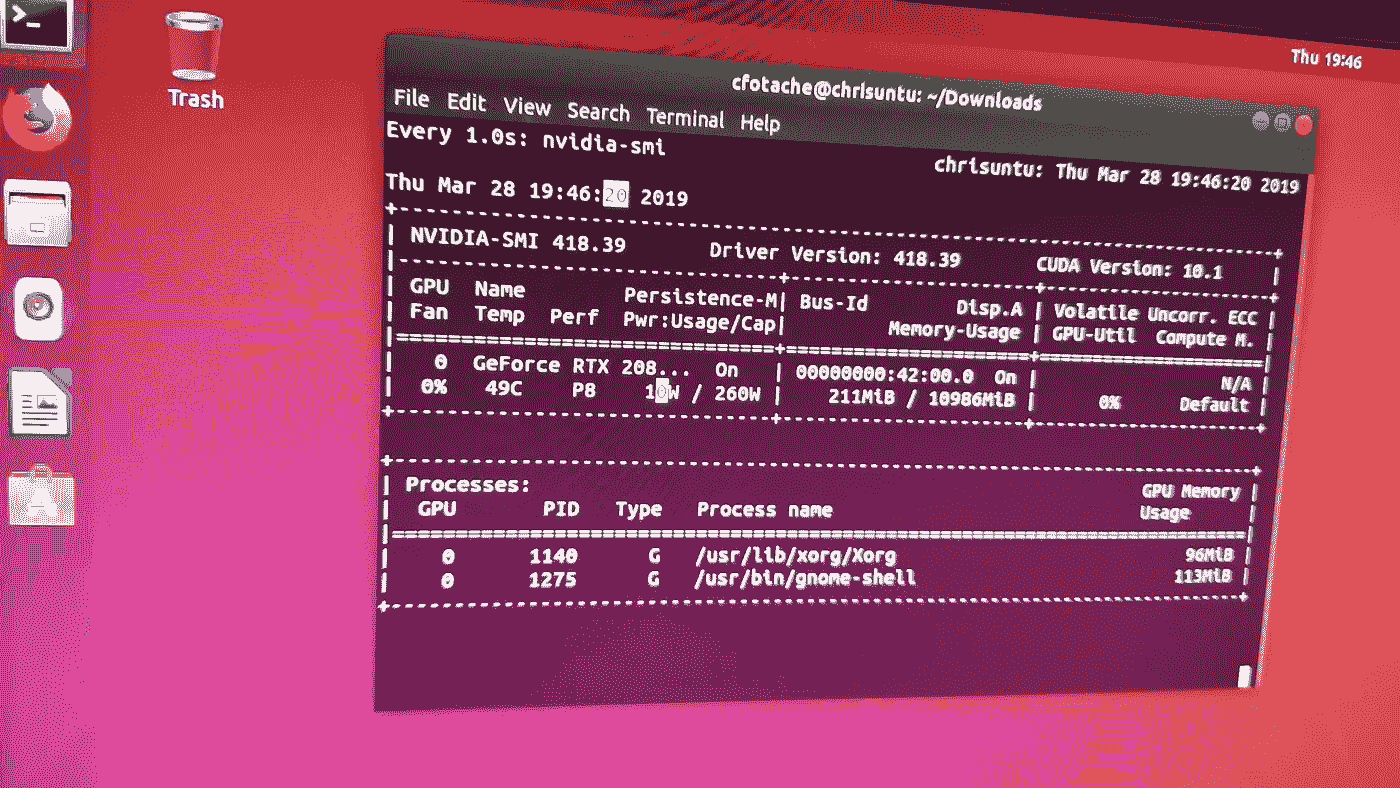 Thu 19:46
Trash
cfotache@chrisuntu: ~/Downloads
File Edit View Search Terminal Help
Every 1.0s: nvidia-smi chrisuntu: Thu Mar 28 19:46:20 2019
Thu Mar 28 19:46:20 2019
NVIDIA-SMI 418.39 Driver Version: 418.39 CUDA Version: 10.1
GPU Name Persistence-M| Bus-Id Disp.A | Volatile Uncorr. ECC |
Fan Temp Perf Pwr:Usage/Cap| Memory-Usage | GPU-Util Compute M. |
0 GeForce RTX 208... On | 00000000:42:00.0 On | N/A |
0% 49C P8 10W / 260W | 211MiB / 10986MiB | 0% Default |
Processes: GPU Memory |
GPU PID Type Process name Usage |
0 1140 G /usr/lib/xorg/Xorg 96MiB |
0 1275 G /usr/bin/gnome-shell 113MiB |